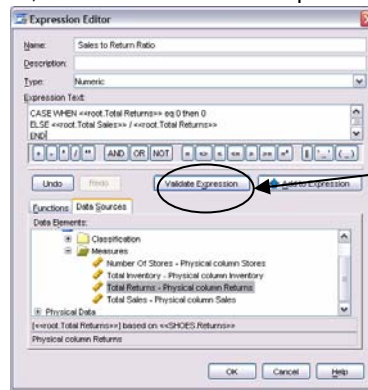 Expression Editor
Name: Sales to Return Ratio
Description:
Type: Numeric
Expression Text:
CASE WHEN <<root.Total Returns>> eq 0 then 0
ELSE <<root.Total Sales>> / <<root.Total Returns>>
END
+ - * / ** AND OR NOT = <> < <= > >= =* || '..' (..)
Undo Redo Validate Expression Add to Expression
Functions Data Sources
Data Elements:
Classification
Measures
Number Of Stores - Physical column Stores
Total Inventory - Physical column Inventory
Total Returns - Physical column Returns
Total Sales - Physical column Sales
Physical Data
[<<root.Total Returns>>] based on <<SHOES.Returns>>
Physical column Returns
OK Cancel Help